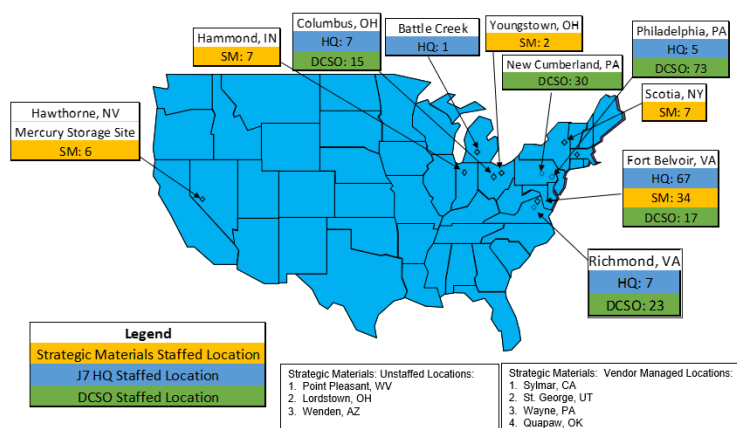 Columbus, OH
HQ: 7
DCSO: 15
Battle Creek
HQ: 1
Youngstown, OH
SM: 2
Philadelphia, PA
HQ: 5
DCSO: 73
Hammond, IN
SM: 7
New Cumberland, PA
DCSO: 30
Scotia, NY
SM: 7
Hawthorne, NV
Mercury Storage Site
SM: 6
Fort Belvoir, VA
HQ: 67
SM: 34
DCSO: 17
Richmond, VA
HQ: 7
DCSO: 23
Legend
Strategic Materials Staffed Location
J7 HQ Staffed Location
DCSO Staffed Location
Strategic Materials: Unstaffed Locations:
1. Point Pleasant, WV
2. Lordstown, OH
3. Wenden, AZ
Strategic Materials: Vendor Managed Locations:
1. Sylmar, CA
2. St. George, UT
3. Wayne, PA
4. Quapaw, OK